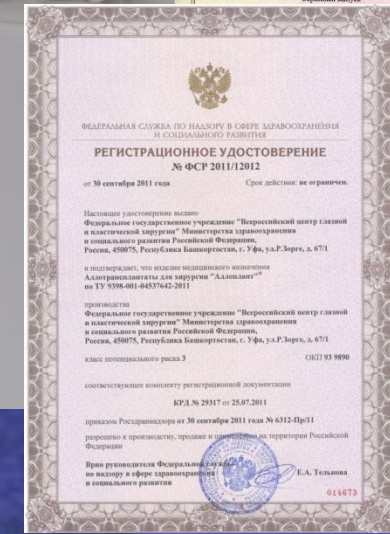 ФЕДЕРАЛЬНАЯ СЛУЖБА ПО НАДЗОРУ В СФЕРЕ ЗДРАВООХРАНЕНИЯ
И СОЦИАЛЬНОГО РАЗВИТИЯ
РЕГИСТРАЦИОННОЕ УДОСТОВЕРЕНИЕ
№ ФСР 2011/12012
от 30 сентября 2011 года Срок действия: не ограничен.
Настоящее удостоверение выдано
Федеральное государственное учреждение "Всероссийский центр глазной
и пластической хирургии" Министерства здравоохранения
и социального развития Российской Федерации,
Россия, 450075, Республика Башкортостан, г. Уфа, ул.Р.Зорге, д. 67/1
и подтверждает, что изделие медицинского назначения
Аллотрансплантаты для хирургии "Аллоплант"®
по ТУ 9398-001-04537642-2011
производства
Федеральное государственное учреждение "Всероссийский центр глазной
и пластической хирургии" Министерства здравоохранения
и социального развития Российской Федерации,
Россия, 450075, Республика Башкортостан, г. Уфа, ул.Р.Зорге, д. 67/1
класс потенциального риска 3 ОКП 93 9890
соответствующее комплекту регистрационной документации
КРД № 29317 от 25.07.2011
приказом Росздравнадзора от 30 сентября 2011 года № 6312-Пр/11
разрешено к производству, продаже и применению на территории Российской
Федерации
Врио руководителя Федеральной службы
по надзору в сфере здравоохранения
и социального развития Е.А. Тельнова
014673